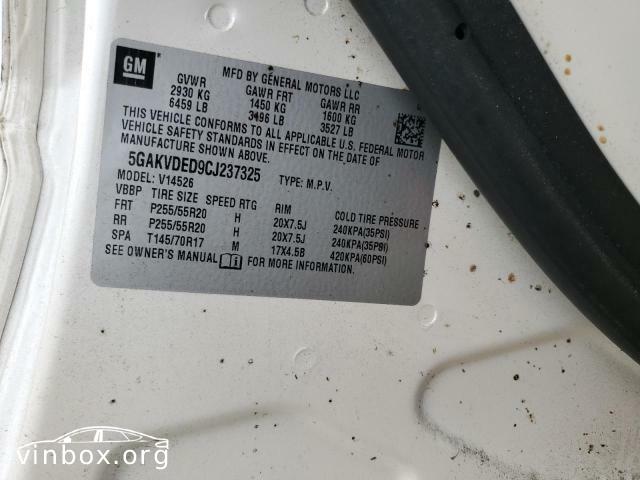 GM
MFD BY GENERAL MOTORS LLC
GVWR GAWR FRT GAWR RR
2930 KG 1450 KG 1600 KG
6459 LB 3196 LB 3527 LB
THIS VEHICLE CONFORMS TO ALL APPLICABLE U.S. FEDERAL MOTOR
VEHICLE SAFETY STANDARDS IN EFFECT ON THE DATE OF
MANUFACTURE SHOWN ABOVE.
5GAKVDED9CJ237325
MODEL: V14526 TYPE: M.P.V.
VBBP TIRE SIZE SPEED RTG RIM COLD TIRE PRESSURE
FRT P255/55R20 H 20X7.5J 240KPA(35PSI)
RR P255/55R20 H 20X7.5J 240KPA(35PSI)
SPA T145/70R17 M 17X4.5B 420KPA(60PSI)
SEE OWNER'S MANUAL FOR MORE INFORMATION.
vinbox.org